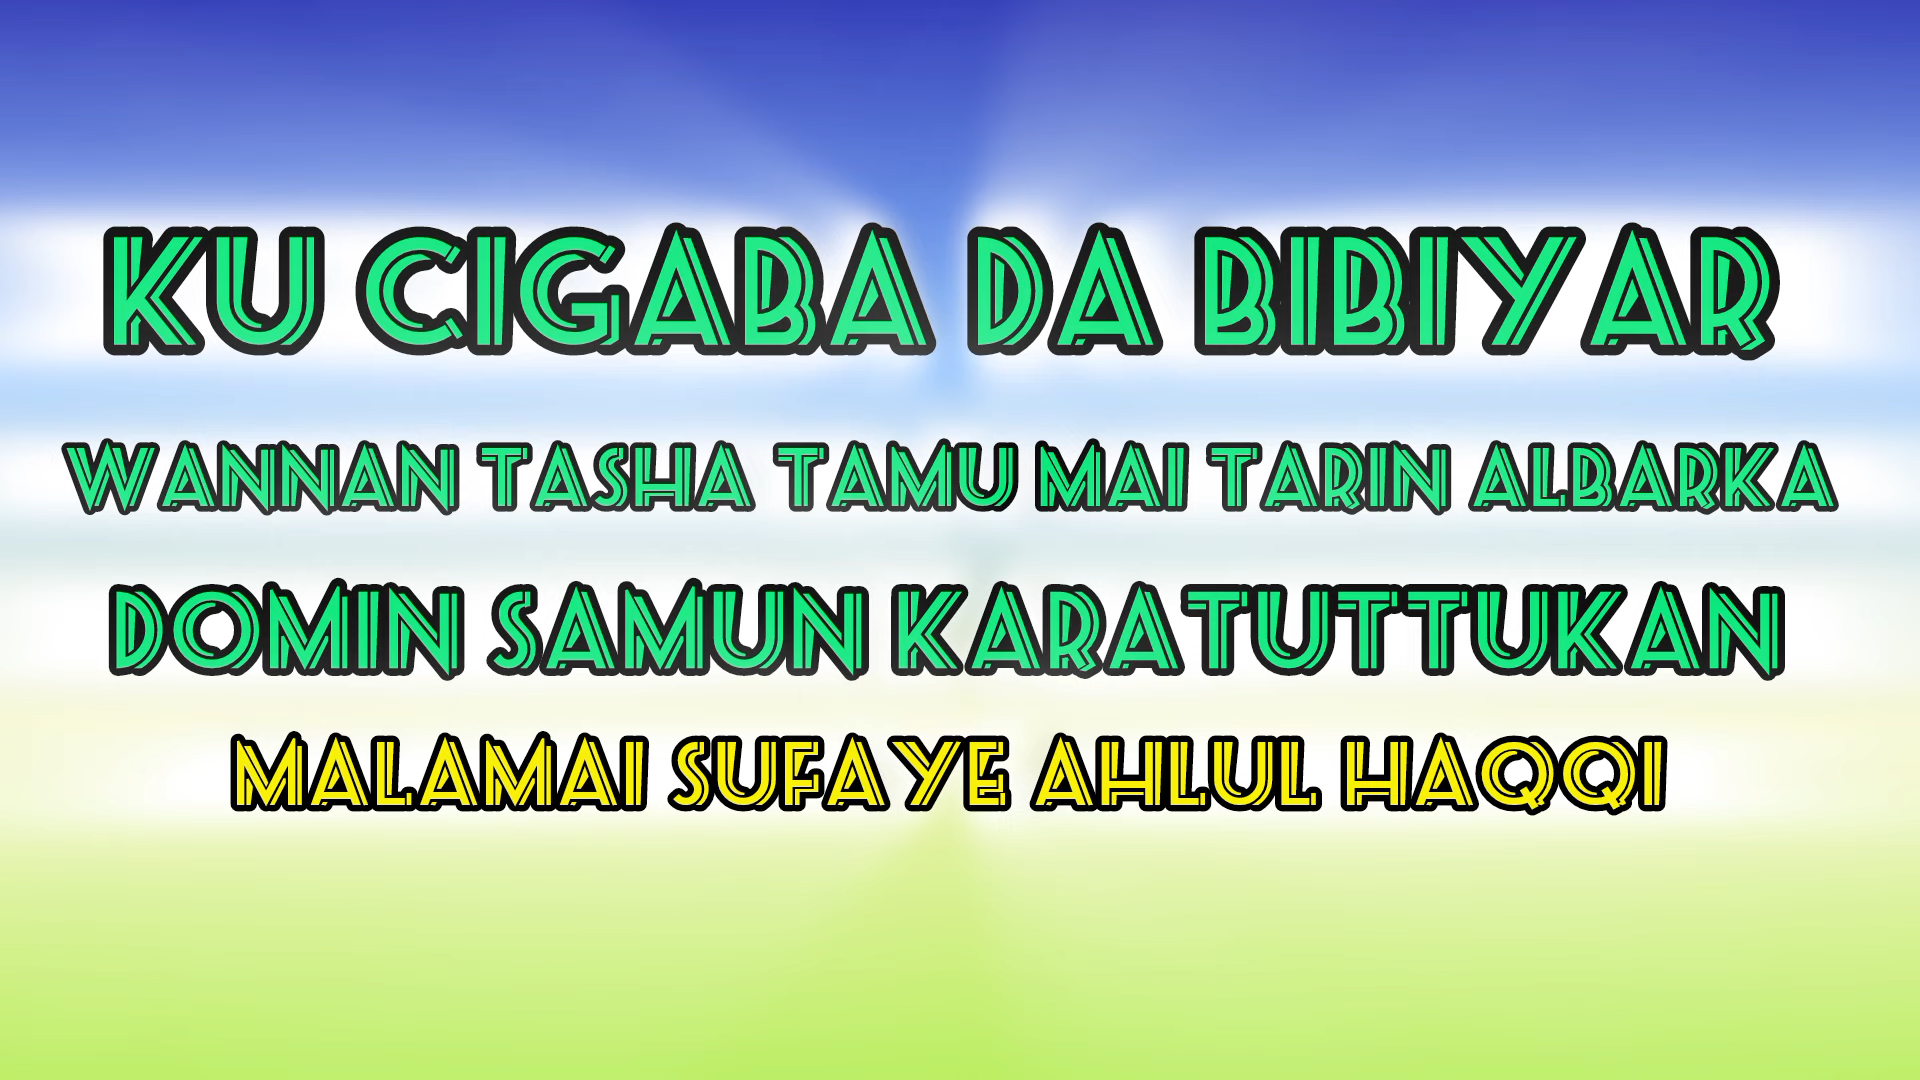 KU CIGABA DA BIBIYAR
WANNAN TASHA TAMU MAI TARIN ALBARKA
DOMIN SAMUN KARATUTTUKAN
MALAMAI SUFAYE AHLUL HAQQI